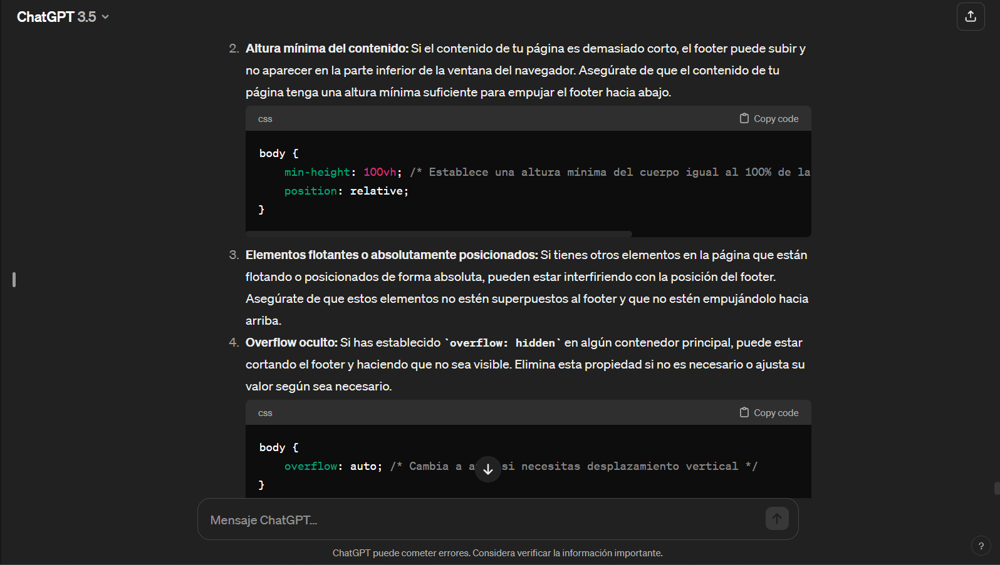 ChatGPT 3.5
2. Altura mínima del contenido: Si el contenido de tu página es demasiado corto, el footer puede subir y
no aparecer en la parte inferior de la ventana del navegador. Asegúrate de que el contenido de tu
página tenga una altura mínima suficiente para empujar el footer hacia abajo.
css Copy code
body {
    min-height: 100vh; /* Establece una altura mínima del cuerpo igual al 100% de la
    position: relative;
}
3. Elementos flotantes o absolutamente posicionados: Si tienes otros elementos en la página que están
flotando o posicionados de forma absoluta, pueden estar interfiriendo con la posición del footer.
Asegúrate de que estos elementos no estén superpuestos al footer y que no estén empujándolo hacia
arriba.
4. Overflow oculto: Si has establecido `overflow: hidden` en algún contenedor principal, puede estar
cortando el footer y haciendo que no sea visible. Elimina esta propiedad si no es necesario o ajusta su
valor según sea necesario.
css Copy code
body {
    overflow: auto; /* Cambia a si necesitas desplazamiento vertical */
}
Mensaje ChatGPT...
ChatGPT puede cometer errores. Considera verificar la información importante.
?